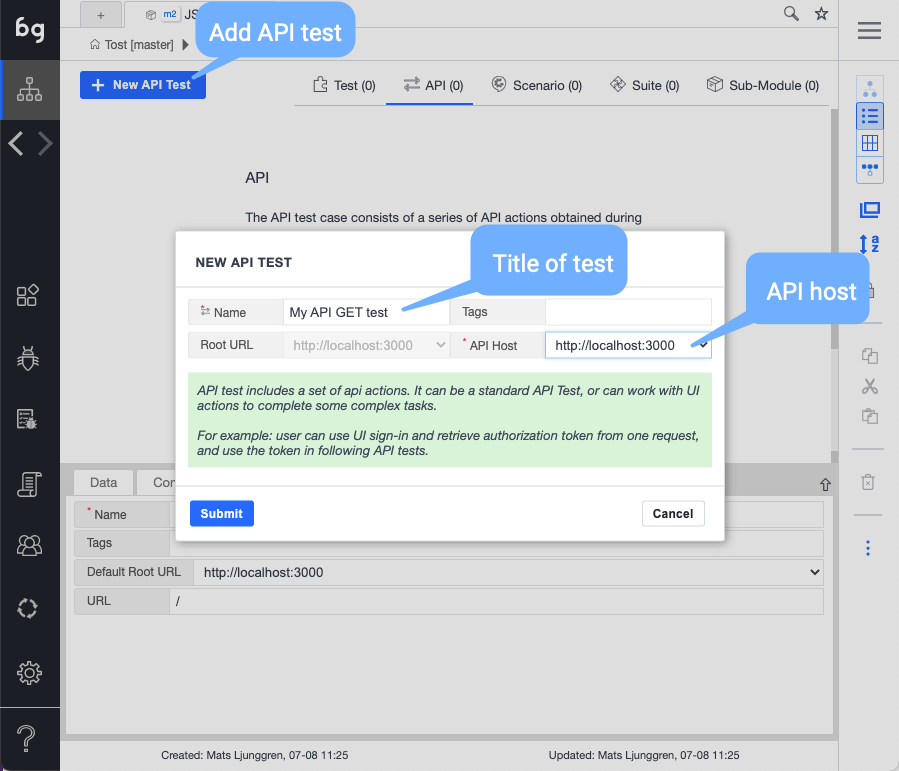 bg
+
m2 JS
Add API test
Tost [master]
+ New API Test
Test (0)
API (0)
Scenario (0)
Suite (0)
Sub-Module (0)
API
The API test case consists of a series of API actions obtained during
NEW API TEST
Title of test
API host
* Name
My API GET test
Tags
Root URL
http://localhost:3000
* API Host
http://localhost:3000
API test includes a set of api actions. It can be a standard API Test, or can work with UI
actions to complete some complex tasks.
For example: user can use UI sign-in and retrieve authorization token from one request,
and use the token in following API tests.
Submit
Cancel
Data
Con
* Name
Tags
Default Root URL
http://localhost:3000
URL
/
Created: Mats Ljunggren, 07-08 11:25
Updated: Mats Ljunggren, 07-08 11:25
a
z
?